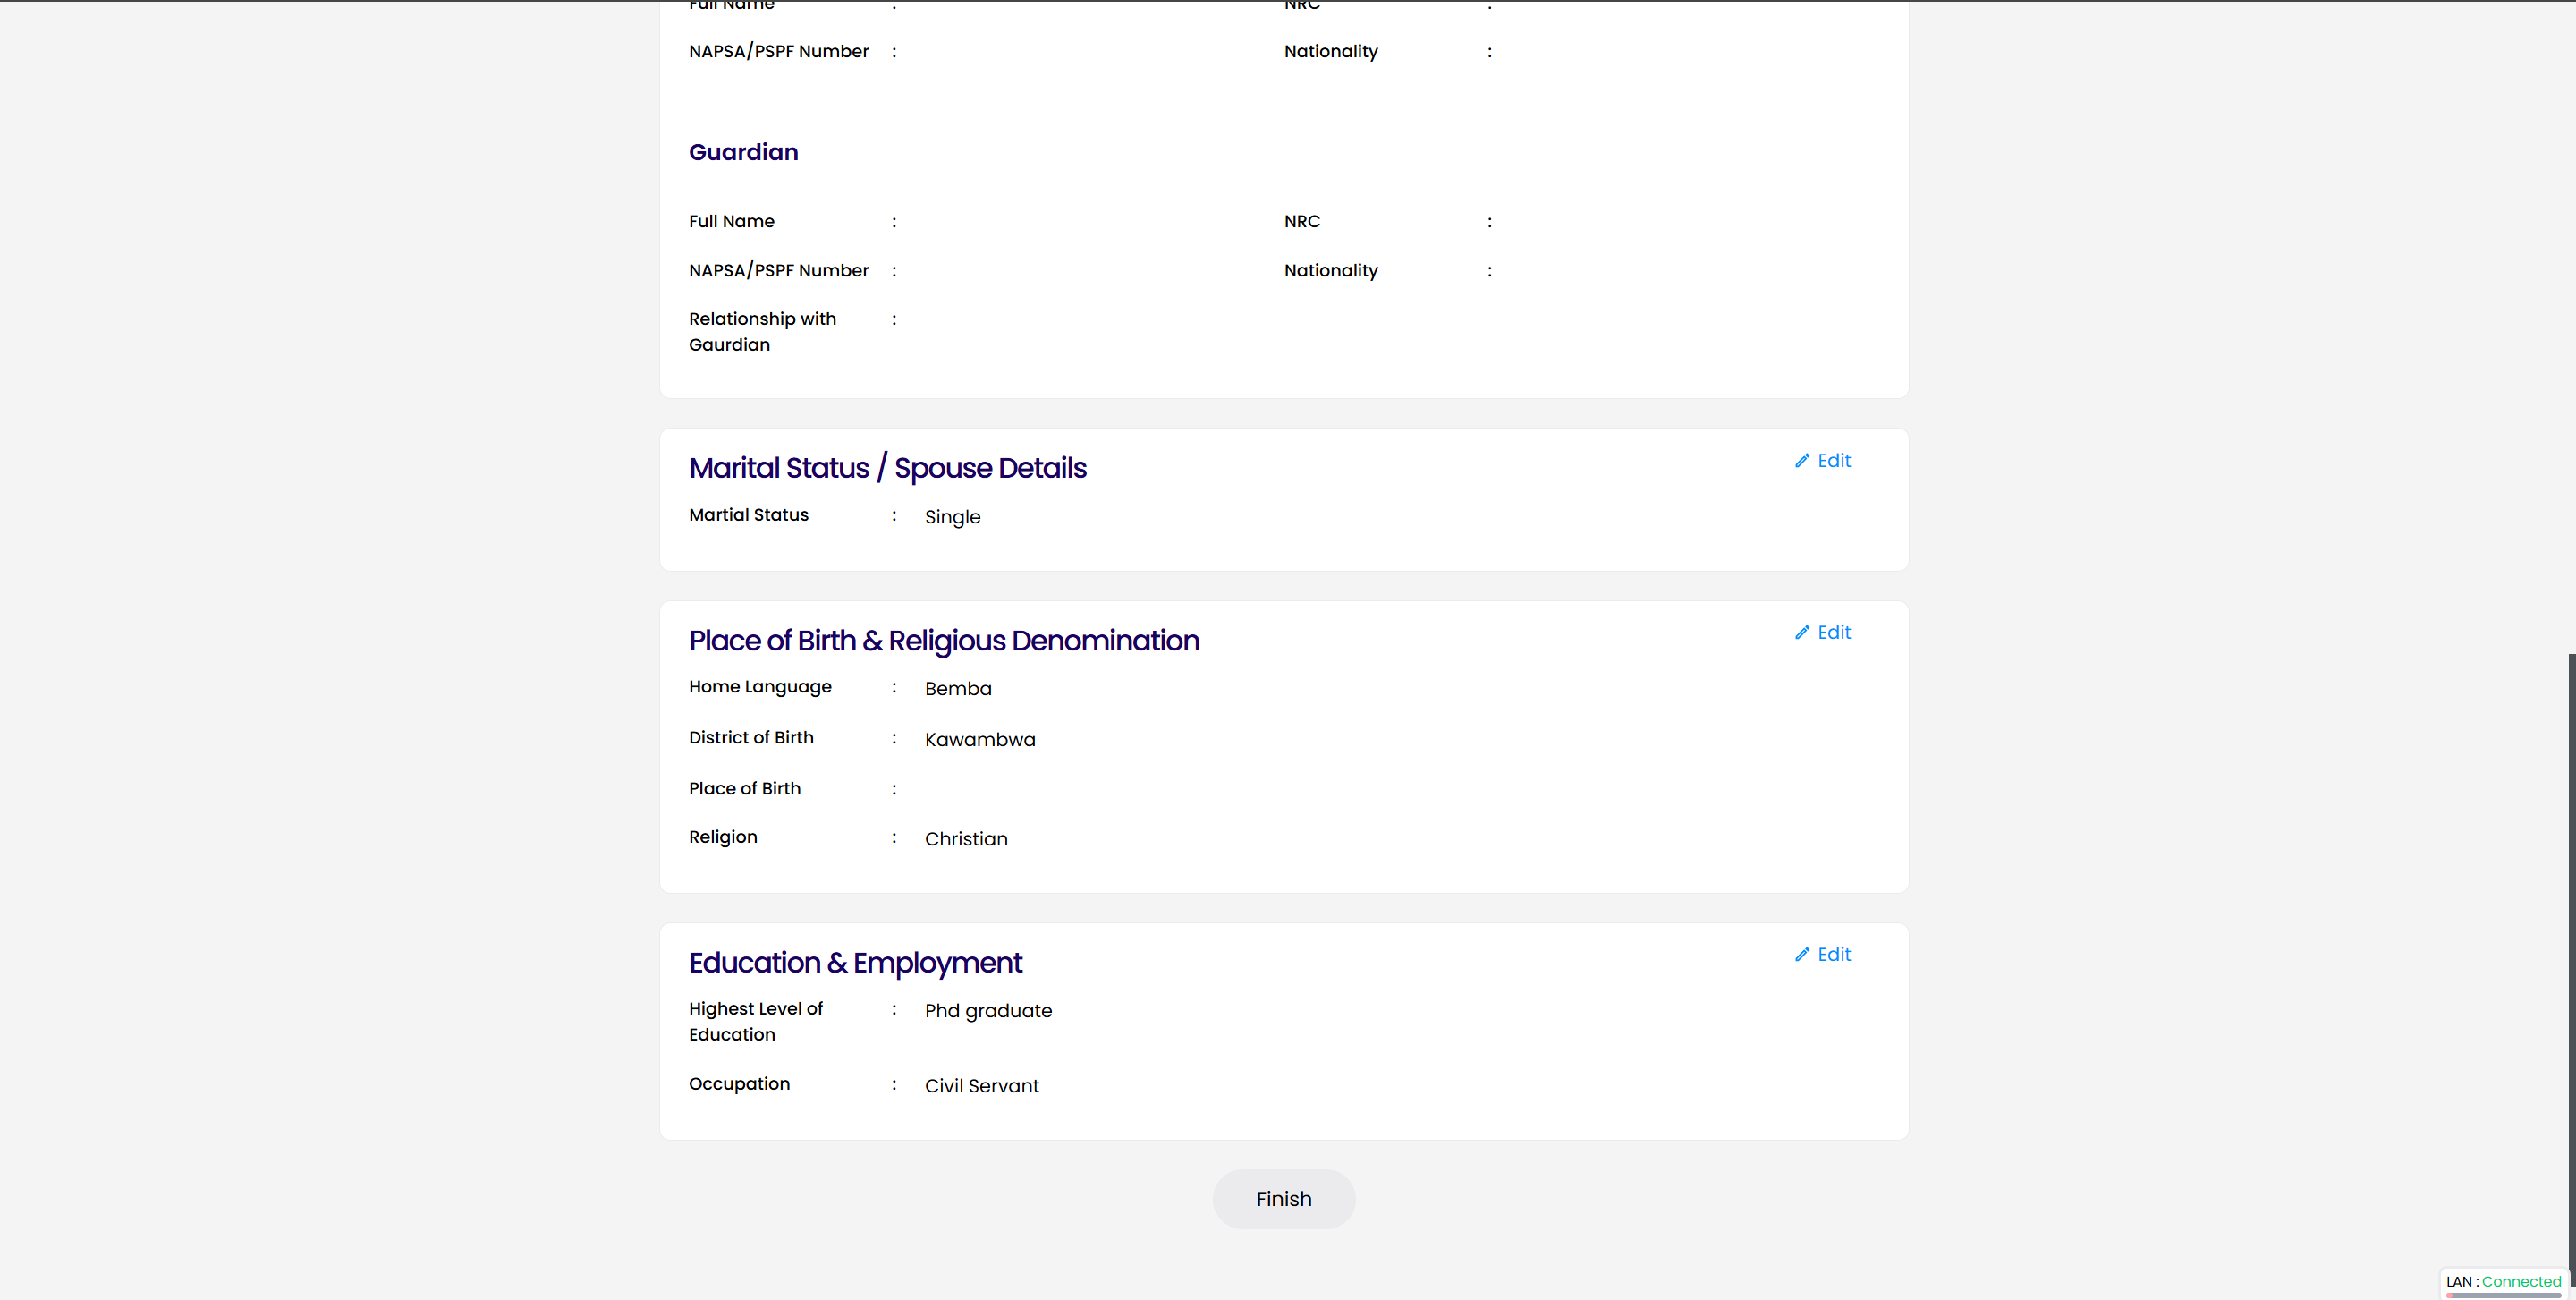 Full Name : NRC :
NAPSA/PSPF Number : Nationality :
Guardian
Full Name : NRC :
NAPSA/PSPF Number : Nationality :
Relationship with :
Gaurdian
Marital Status / Spouse Details Edit
Martial Status : Single
Place of Birth & Religious Denomination Edit
Home Language : Bemba
District of Birth : Kawambwa
Place of Birth :
Religion : Christian
Education & Employment Edit
Highest Level of : Phd graduate
Education
Occupation : Civil Servant
Finish
LAN : Connected